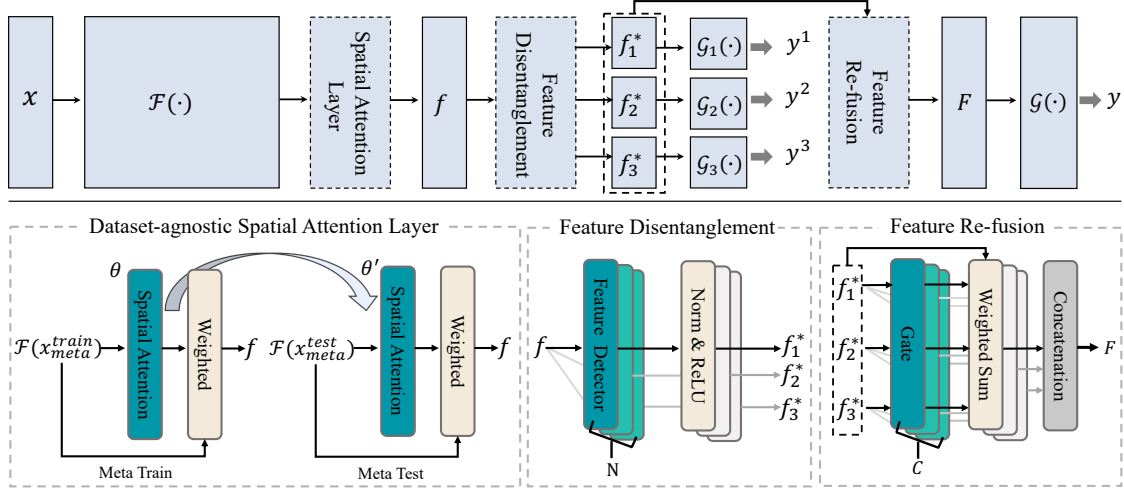 x
ℱ(·)
Spatial Attention
Layer
f
Feature
Disentanglement
f₁*
f₂*
f₃*
𝒢₁(·)
𝒢₂(·)
𝒢₃(·)
y¹
y²
y³
Feature
Re-fusion
F
𝒢(·)
y
Dataset-agnostic Spatial Attention Layer
θ
Spatial Attention
Weighted
ℱ(x_meta^train)
f
Meta Train
θ′
Spatial Attention
Weighted
ℱ(x_meta^test)
f
Meta Test
Feature Disentanglement
f
Feature Detector
Norm & ReLU
f₁*
f₂*
f₃*
N
Feature Re-fusion
f₁*
f₂*
f₃*
Gate
Weighted Sum
Concatenation
F
C